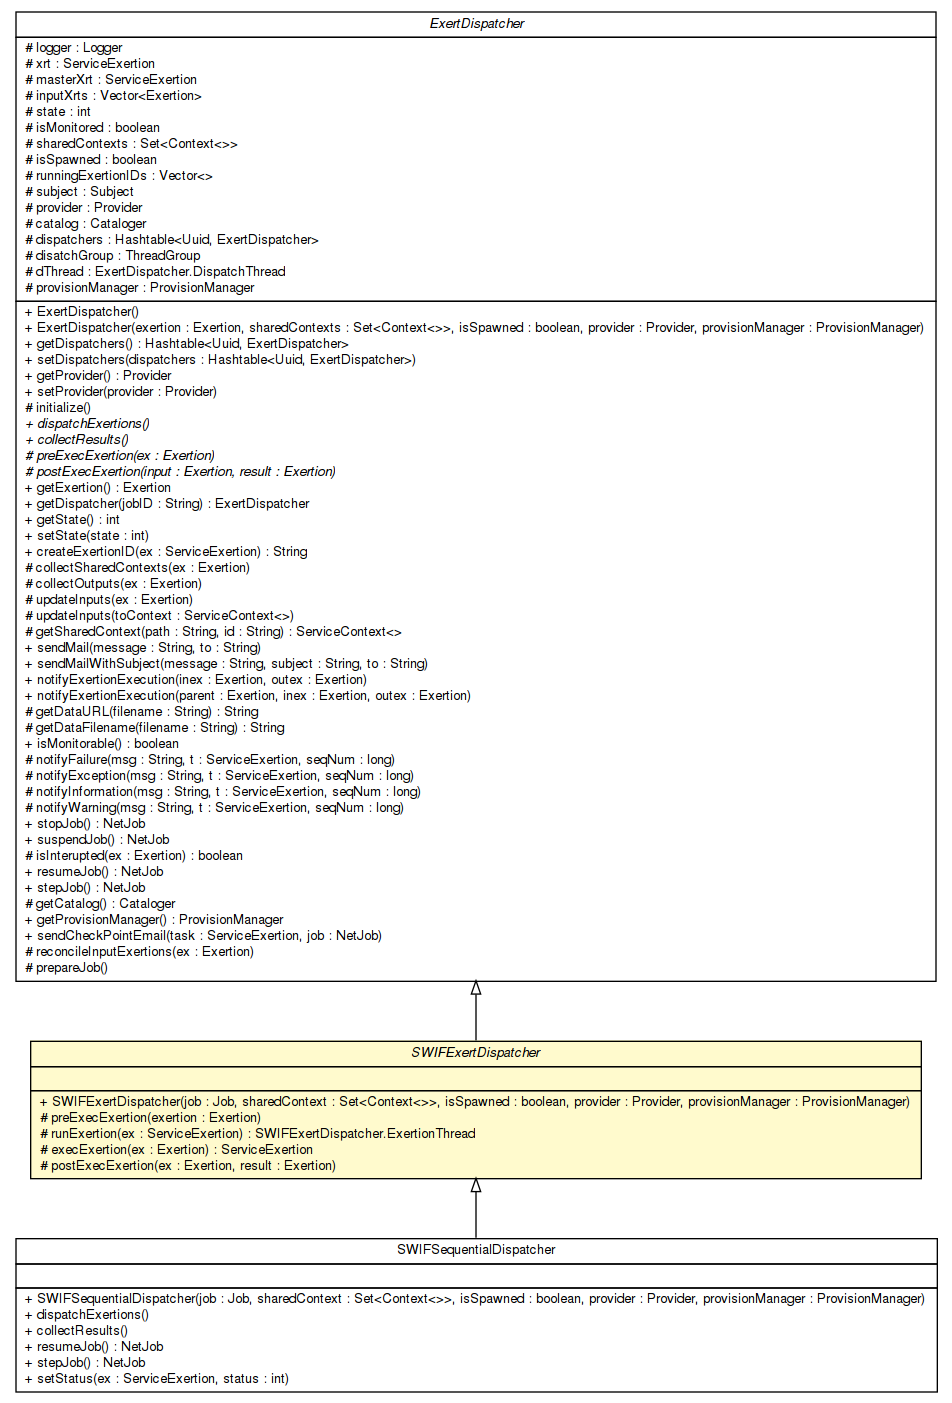 ExertDispatcher
# logger : Logger
# xrt : ServiceExertion
# masterXrt : ServiceExertion
# inputXrts : Vector<Exertion>
# state : int
# isMonitored : boolean
# sharedContexts : Set<Context<>>
# isSpawned : boolean
# runningExertionIDs : Vector<>
# subject : Subject
# provider : Provider
# catalog : Cataloger
# dispatchers : Hashtable<Uuid, ExertDispatcher>
# disatchGroup : ThreadGroup
# dThread : ExertDispatcher.DispatchThread
# provisionManager : ProvisionManager
+ ExertDispatcher()
+ ExertDispatcher(exertion : Exertion, sharedContexts : Set<Context<>>, isSpawned : boolean, provider : Provider, provisionManager : ProvisionManager)
+ getDispatchers() : Hashtable<Uuid, ExertDispatcher>
+ setDispatchers(dispatchers : Hashtable<Uuid, ExertDispatcher>)
+ getProvider() : Provider
+ setProvider(provider : Provider)
# initialize()
+ dispatchExertions()
+ collectResults()
# preExecExertion(ex : Exertion)
# postExecExertion(input : Exertion, result : Exertion)
+ getExertion() : Exertion
+ getDispatcher(jobID : String) : ExertDispatcher
+ getState() : int
+ setState(state : int)
+ createExertionID(ex : ServiceExertion) : String
# collectSharedContexts(ex : Exertion)
# collectOutputs(ex : Exertion)
# updateInputs(ex : Exertion)
# updateInputs(toContext : ServiceContext<>)
# getSharedContext(path : String, id : String) : ServiceContext<>
+ sendMail(message : String, to : String)
+ sendMailWithSubject(message : String, subject : String, to : String)
+ notifyExertionExecution(inex : Exertion, outex : Exertion)
+ notifyExertionExecution(parent : Exertion, inex : Exertion, outex : Exertion)
# getDataURL(filename : String) : String
# getDataFilename(filename : String) : String
+ isMonitorable() : boolean
# notifyFailure(msg : String, t : ServiceExertion, seqNum : long)
# notifyException(msg : String, t : ServiceExertion, seqNum : long)
# notifyInformation(msg : String, t : ServiceExertion, seqNum : long)
# notifyWarning(msg : String, t : ServiceExertion, seqNum : long)
+ stopJob() : NetJob
+ suspendJob() : NetJob
# isInterupted(ex : Exertion) : boolean
+ resumeJob() : NetJob
+ stepJob() : NetJob
# getCatalog() : Cataloger
+ getProvisionManager() : ProvisionManager
+ sendCheckPointEmail(task : ServiceExertion, job : NetJob)
# reconcileInputExertions(ex : Exertion)
# prepareJob()
SWIFExertDispatcher
+ SWIFExertDispatcher(job : Job, sharedContext : Set<Context<>>, isSpawned : boolean, provider : Provider, provisionManager : ProvisionManager)
# preExecExertion(exertion : Exertion)
# runExertion(ex : ServiceExertion) : SWIFExertDispatcher.ExertionThread
# execExertion(ex : Exertion) : ServiceExertion
# postExecExertion(ex : Exertion, result : Exertion)
SWIFSequentialDispatcher
+ SWIFSequentialDispatcher(job : Job, sharedContext : Set<Context<>>, isSpawned : boolean, provider : Provider, provisionManager : ProvisionManager)
+ dispatchExertions()
+ collectResults()
+ resumeJob() : NetJob
+ stepJob() : NetJob
+ setStatus(ex : ServiceExertion, status : int)